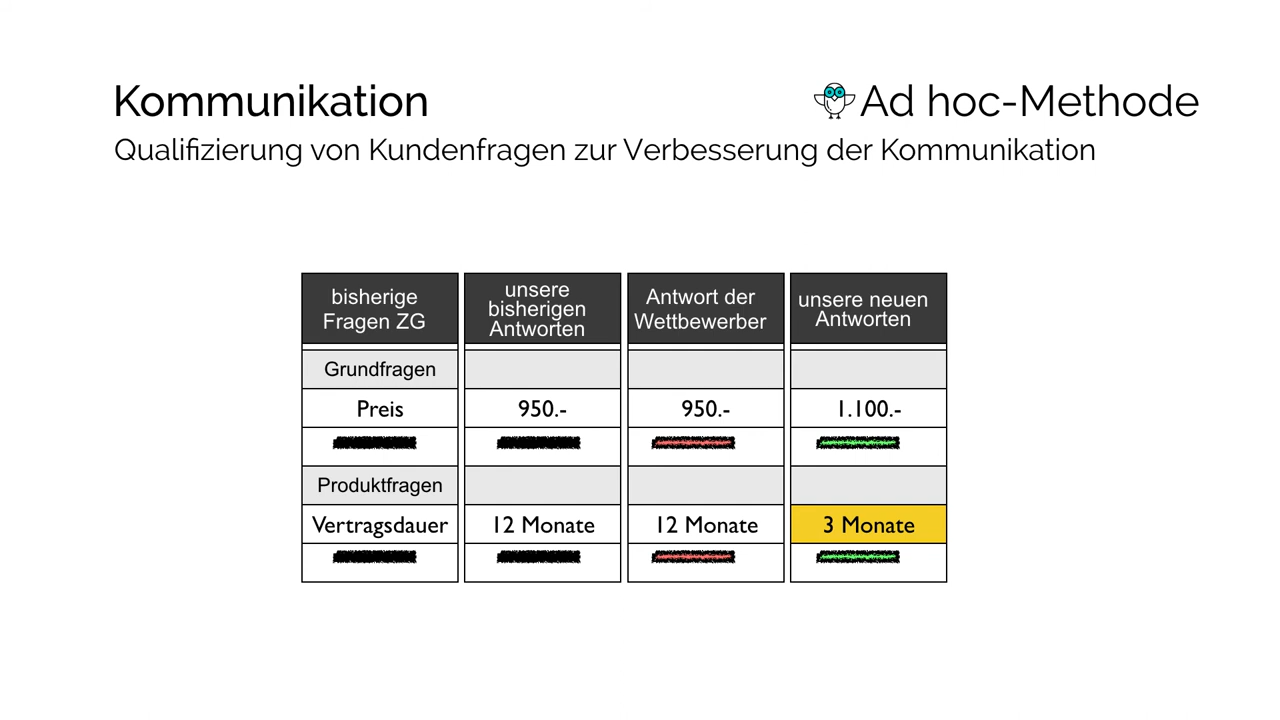 Kommunikation
Ad hoc-Methode
Qualifizierung von Kundenfragen zur Verbesserung der Kommunikation
bisherige
Fragen ZG
unsere
bisherigen
Antworten
Antwort der
Wettbewerber
unsere neuen
Antworten
Grundfragen
Preis 950.- 950.- 1.100.-
Produktfragen
Vertragsdauer 12 Monate 12 Monate 3 Monate